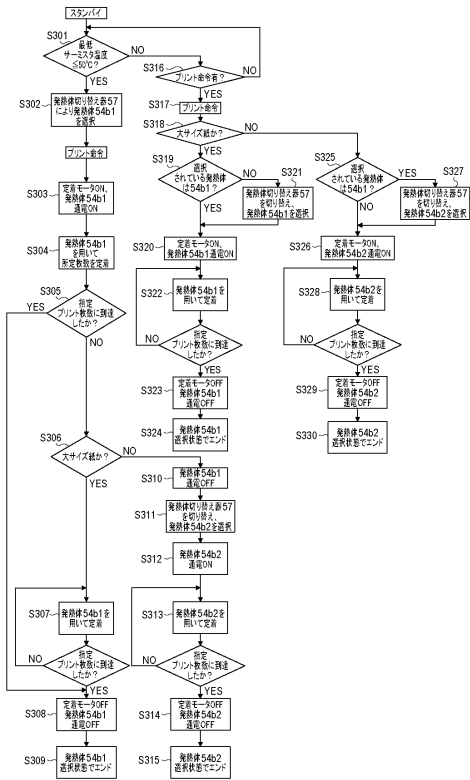 スタンバイ
S301
最低
サーミスタ温度
≦50℃?
NO
YES
S302
発熱体切り替え器57
により発熱体54b1
を選択
プリント命令
S303
定着モータON、
発熱体54b1
通電ON
S304
発熱体54b1
を用いて
所定枚数を定着
S305
YES
指定
プリント枚数に到達
したか?
NO
S306
大サイズ紙か?
NO
YES
S307
発熱体54b1を
用いて定着
指定
プリント枚数に到達
したか?
NO
YES
S308
定着モータOFF
発熱体54b1
通電OFF
S309
発熱体54b1
選択状態でエンド
S310
発熱体54b1
通電OFF
S311
発熱体切り替え器57
を切り替え、
発熱体54b2を選択
S312
発熱体54b2
通電ON
S313
発熱体54b2を
用いて定着
指定
プリント枚数に到達
したか?
NO
YES
S314
定着モータOFF
発熱体54b2
通電OFF
S315
発熱体54b2
選択状態でエンド
S316
プリント命令有?
NO
YES
S317
プリント命令
S318
大サイズ紙か?
NO
YES
S319
選択
されている発熱体
は54b1?
NO
YES
S321
発熱体切り替え器57
を切り替え、
発熱体54b1を選択
S320
定着モータON、
発熱体54b1通電ON
S322
発熱体54b1を
用いて定着
指定
プリント枚数に到達
したか?
NO
YES
S323
定着モータOFF
発熱体54b1
通電OFF
S324
発熱体54b1
選択状態でエンド
S325
選択
されている発熱体
は54b1?
YES
NO
S327
発熱体切り替え器57
を切り替え、
発熱体54b2を選択
S326
定着モータON、
発熱体54b2通電ON
S328
発熱体54b2を
用いて定着
指定
プリント枚数に到達
したか?
NO
YES
S329
定着モータOFF
発熱体54b2
通電OFF
S330
発熱体54b2
選択状態でエンド